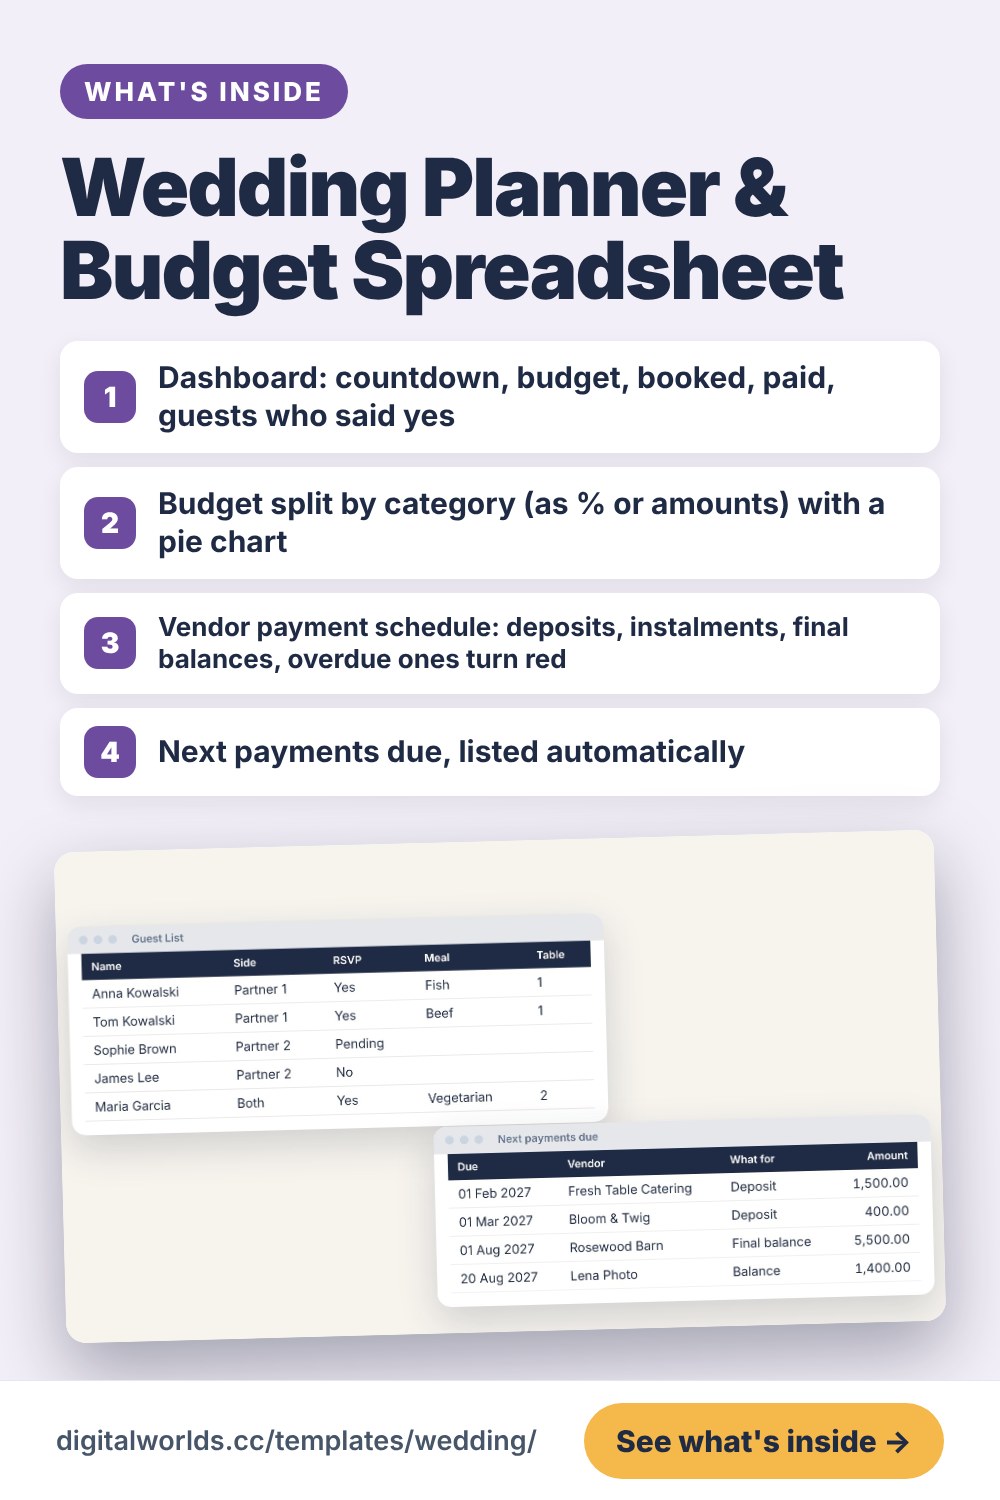 WHAT'S INSIDE
Wedding Planner &
Budget Spreadsheet
1 Dashboard: countdown, budget, booked, paid,
guests who said yes
2 Budget split by category (as % or amounts) with a
pie chart
3 Vendor payment schedule: deposits, instalments, final
balances, overdue ones turn red
4 Next payments due, listed automatically
Guest List
Name Side RSVP Meal Table
Anna Kowalski Partner 1 Yes Fish 1
Tom Kowalski Partner 1 Yes Beef 1
Sophie Brown Partner 2 Pending
James Lee Partner 2 No
Maria Garcia Both Yes Vegetarian 2
Next payments due
Due Vendor What for Amount
01 Feb 2027 Fresh Table Catering Deposit 1,500.00
01 Mar 2027 Bloom & Twig Deposit 400.00
01 Aug 2027 Rosewood Barn Final balance 5,500.00
20 Aug 2027 Lena Photo Balance 1,400.00
digitalworlds.cc/templates/wedding/
See what's inside →